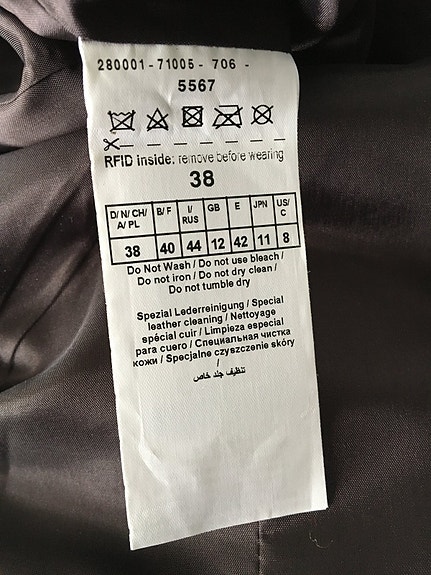 280001-71005- 706 -
5567
RFID inside: remove before wearing
38
D/ N/ CH/ A/ PL B/ F I/ RUS GB E JPN US/ C
38 40 44 12 42 11 8
Do Not Wash / Do not use bleach /
Do not iron / Do not dry clean /
Do not tumble dry
Spezial Lederreinigung / Special
leather cleaning / Nettoyage
spécial cuir / Limpieza especial
para cuero / Специальная чистка
кожи / Specjalne czyszczenie skóry
/
تنظيف جلد خاص